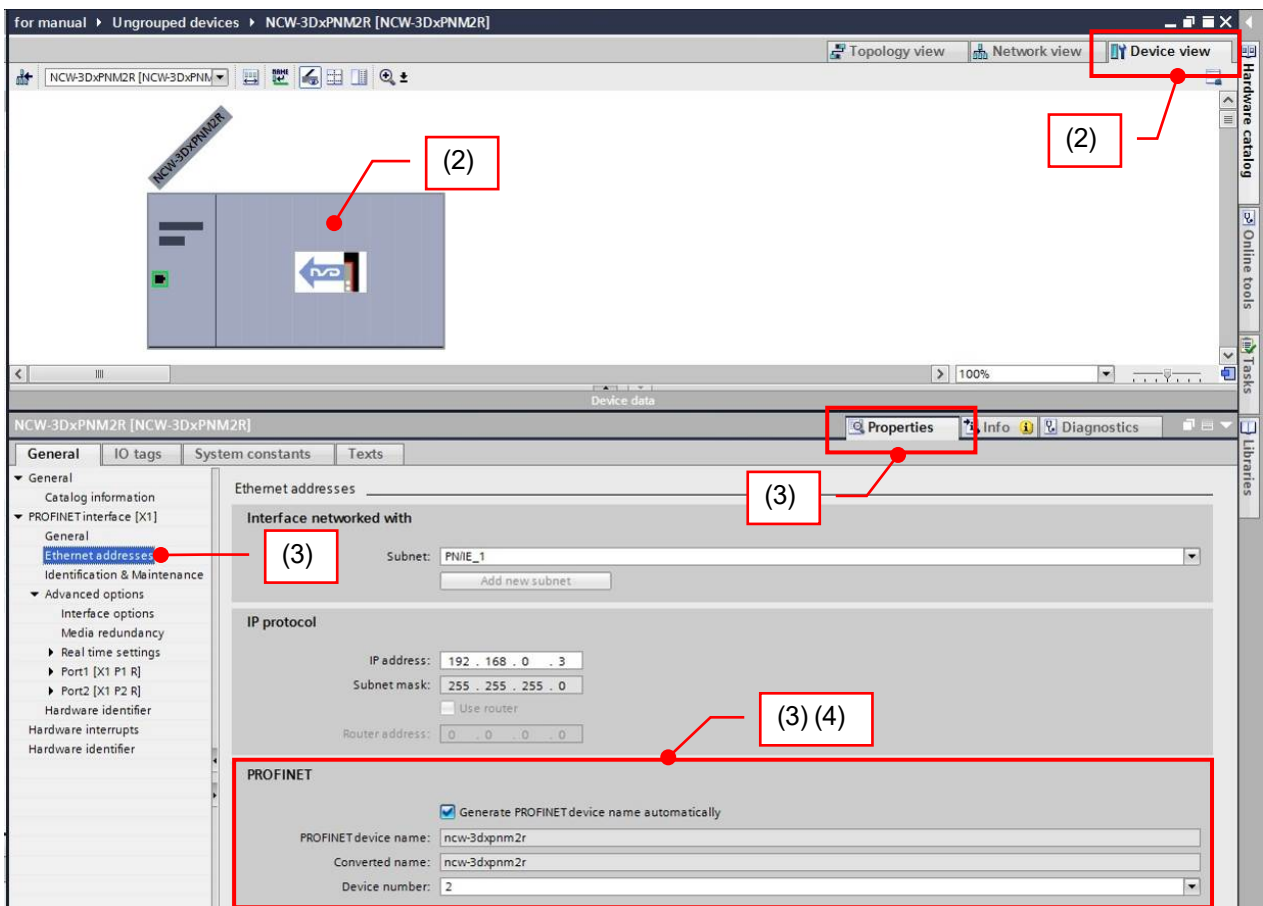 for manual ▸ Ungrouped devices ▸ NCW-3DxPNM2R [NCW-3DxPNM2R]
Topology view Network view Device view
NCW-3DxPNM2R [NCW-3DxPNM
(2)
(2)
NCW-3DxPNM2R
100%
Device data
NCW-3DxPNM2R [NCW-3DxPNM2R]
Properties Info Diagnostics
General IO tags System constants Texts
(3)
General
Catalog information
PROFINET interface [X1]
General
Ethernet addresses
(3)
Identification & Maintenance
Advanced options
Interface options
Media redundancy
Real time settings
Port1 [X1 P1 R]
Port2 [X1 P2 R]
Hardware identifier
Hardware interrupts
Hardware identifier
Ethernet addresses
Interface networked with
Subnet: PN/IE_1
Add new subnet
IP protocol
IP address: 192 . 168 . 0 . 3
Subnet mask: 255 . 255 . 255 . 0
Use router
Router address: 0 . 0 . 0 . 0
(3) (4)
PROFINET
Generate PROFINET device name automatically
PROFINET device name: ncw-3dxpnm2r
Converted name: ncw-3dxpnm2r
Device number: 2
Hardware catalog
Online tools
Tasks
Libraries